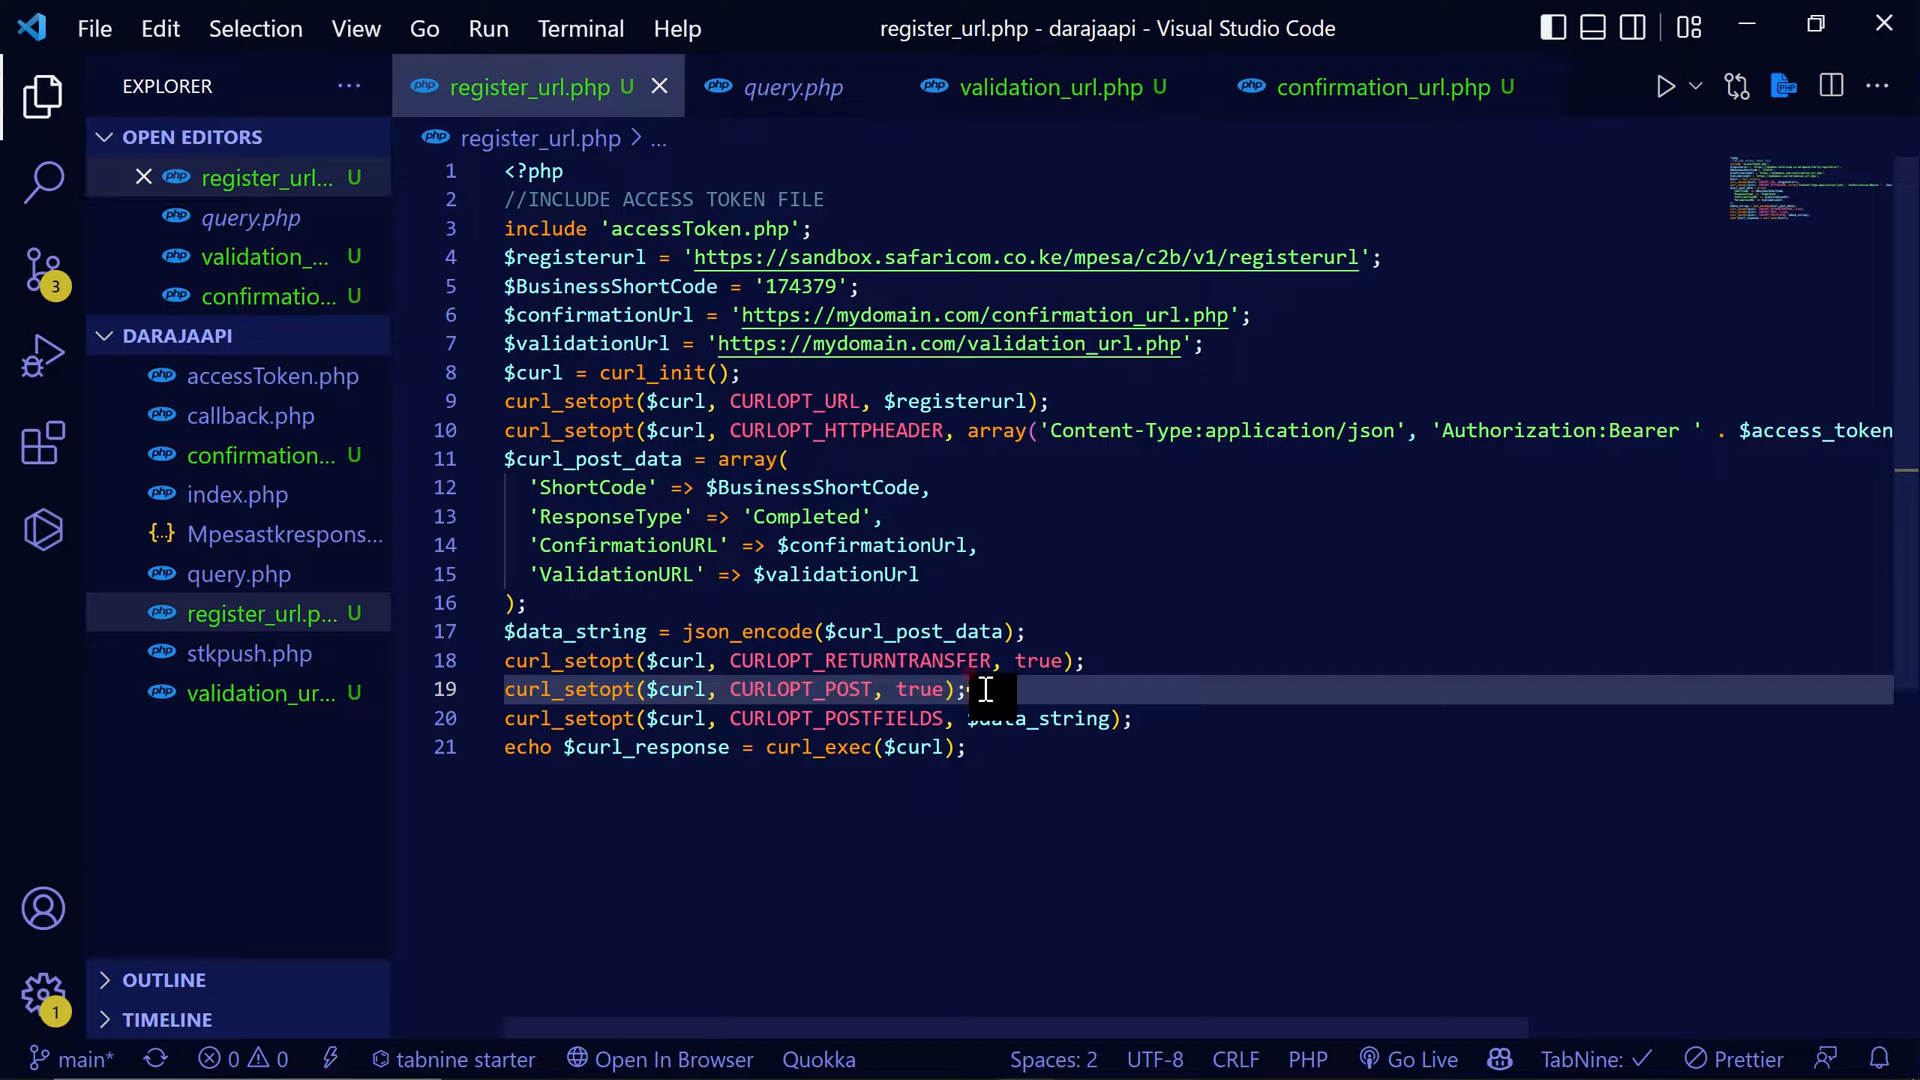 File Edit Selection View Go Run Terminal Help
register_url.php - darajaapi - Visual Studio Code
EXPLORER
OPEN EDITORS
register_url... U
query.php
validation_... U
confirmatio... U
DARAJAAPI
accessToken.php
callback.php
confirmation... U
index.php
Mpesastkrespons...
query.php
register_url.p... U
stkpush.php
validation_ur... U
OUTLINE
TIMELINE
3
1
register_url.php U query.php validation_url.php U confirmation_url.php U
register_url.php > ...
1 <?php
2 //INCLUDE ACCESS TOKEN FILE
3 include 'accessToken.php';
4 $registerurl = 'https://sandbox.safaricom.co.ke/mpesa/c2b/v1/registerurl';
5 $BusinessShortCode = '174379';
6 $confirmationUrl = 'https://mydomain.com/confirmation_url.php';
7 $validationUrl = 'https://mydomain.com/validation_url.php';
8 $curl = curl_init();
9 curl_setopt($curl, CURLOPT_URL, $registerurl);
10 curl_setopt($curl, CURLOPT_HTTPHEADER, array('Content-Type:application/json', 'Authorization:Bearer ' . $access_token
11 $curl_post_data = array(
12 'ShortCode' => $BusinessShortCode,
13 'ResponseType' => 'Completed',
14 'ConfirmationURL' => $confirmationUrl,
15 'ValidationURL' => $validationUrl
16 );
17 $data_string = json_encode($curl_post_data);
18 curl_setopt($curl, CURLOPT_RETURNTRANSFER, true);
19 curl_setopt($curl, CURLOPT_POST, true);
20 curl_setopt($curl, CURLOPT_POSTFIELDS, $data_string);
21 echo $curl_response = curl_exec($curl);
main* 0 0 tabnine starter Open In Browser Quokka Spaces: 2 UTF-8 CRLF PHP Go Live TabNine: Prettier